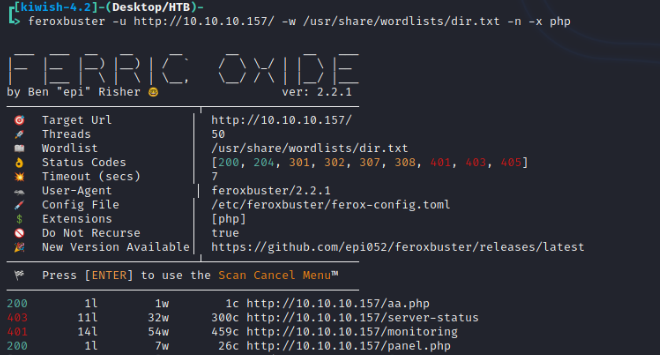 [kiwish-4.2]-(Desktop/HTB)-
feroxbuster -u http://10.10.10.157/ -w /usr/share/wordlists/dir.txt -n -x php
FERRIC OXIDE
by Ben "epi" Risher 🤓 ver: 2.2.1
🎯 Target Url │ http://10.10.10.157/
🚀 Threads │ 50
📖 Wordlist │ /usr/share/wordlists/dir.txt
👌 Status Codes │ [200, 204, 301, 302, 307, 308, 401, 403, 405]
💥 Timeout (secs) │ 7
🦡 User-Agent │ feroxbuster/2.2.1
💉 Config File │ /etc/feroxbuster/ferox-config.toml
💲 Extensions │ [php]
🚫 Do Not Recurse │ true
🎉 New Version Available│ https://github.com/epi052/feroxbuster/releases/latest
🏁 Press [ENTER] to use the Scan Cancel Menu™
200 1l 1w 1c http://10.10.10.157/aa.php
403 11l 32w 300c http://10.10.10.157/server-status
401 14l 54w 459c http://10.10.10.157/monitoring
200 1l 7w 26c http://10.10.10.157/panel.php